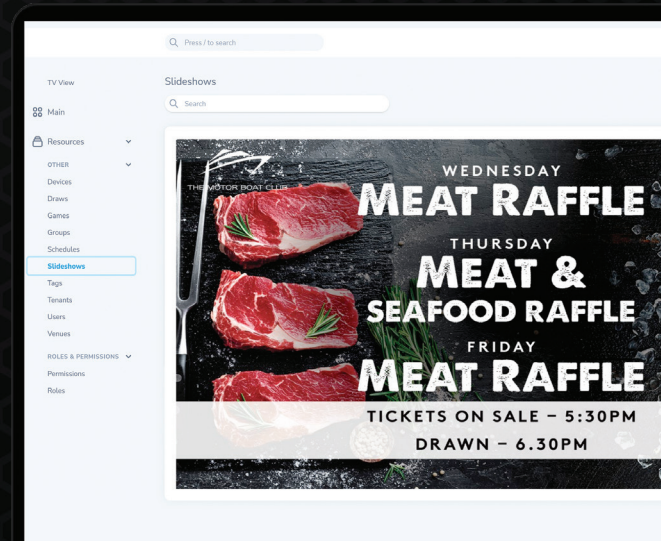 Press / to search
TV View
Main
Resources
OTHER
Devices
Draws
Games
Groups
Schedules
Slideshows
Tags
Tenants
Users
Venues
ROLES & PERMISSIONS
Permissions
Roles
Slideshows
Search
THE MOTOR BOAT CLUB
WEDNESDAY
MEAT RAFFLE
THURSDAY
MEAT &
SEAFOOD RAFFLE
FRIDAY
MEAT RAFFLE
TICKETS ON SALE – 5:30PM
DRAWN – 6.30PM